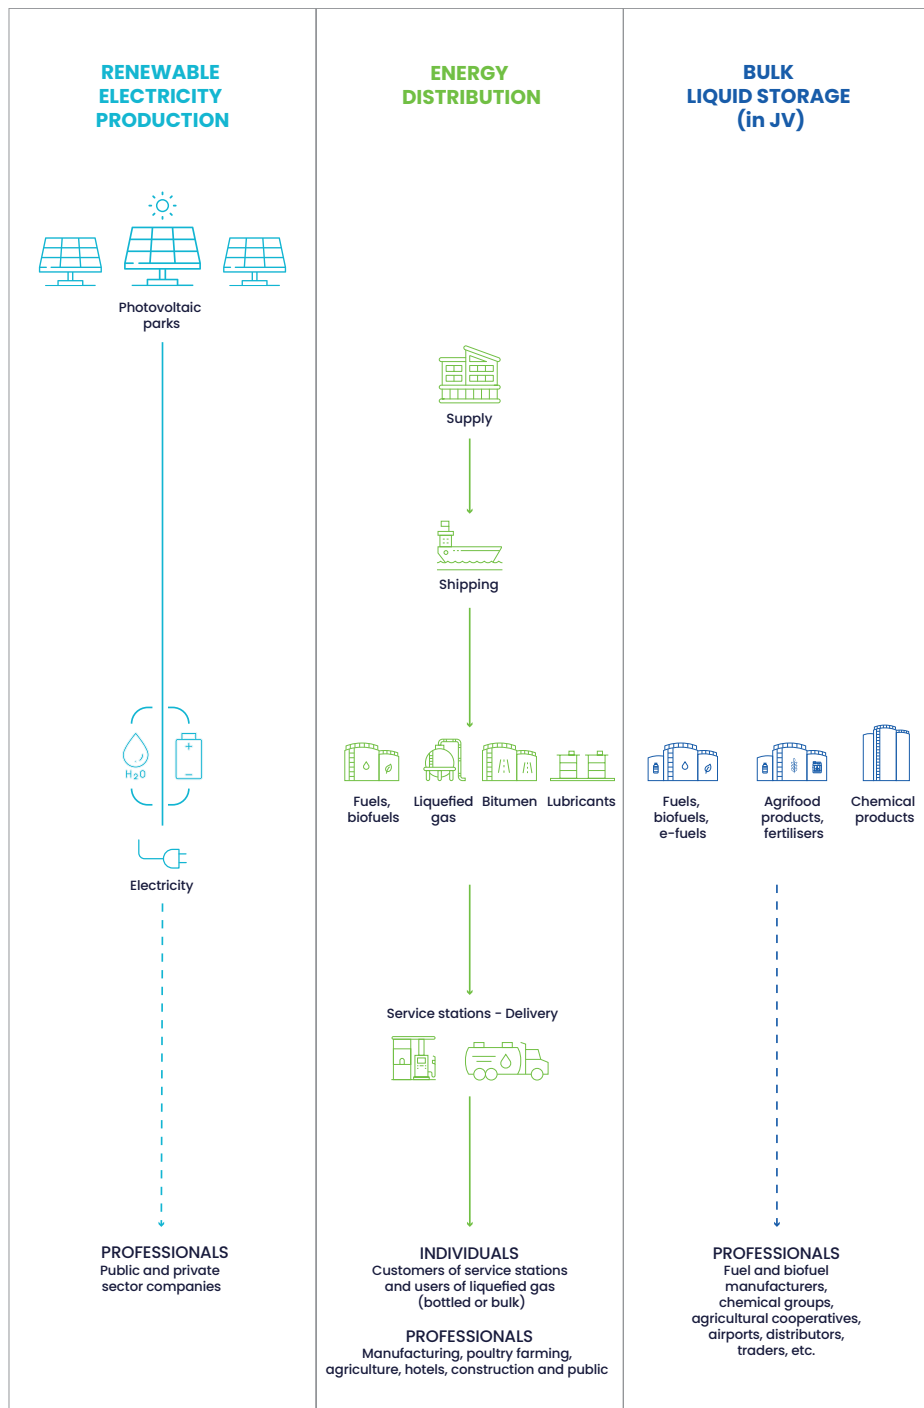 RENEWABLE
ELECTRICITY
PRODUCTION
Photovoltaic
parks
H₂O
+
−
Electricity
PROFESSIONALS
Public and private
sector companies
ENERGY
DISTRIBUTION
Supply
Shipping
Fuels,
biofuels
Liquefied
gas
Bitumen
Lubricants
Service stations - Delivery
INDIVIDUALS
Customers of service stations
and users of liquefied gas
(bottled or bulk)
PROFESSIONALS
Manufacturing, poultry farming,
agriculture, hotels, construction and public
BULK
LIQUID STORAGE
(in JV)
Fuels,
biofuels,
e-fuels
Agrifood
products,
fertilisers
Chemical
products
PROFESSIONALS
Fuel and biofuel
manufacturers,
chemical groups,
agricultural cooperatives,
airports, distributors,
traders, etc.